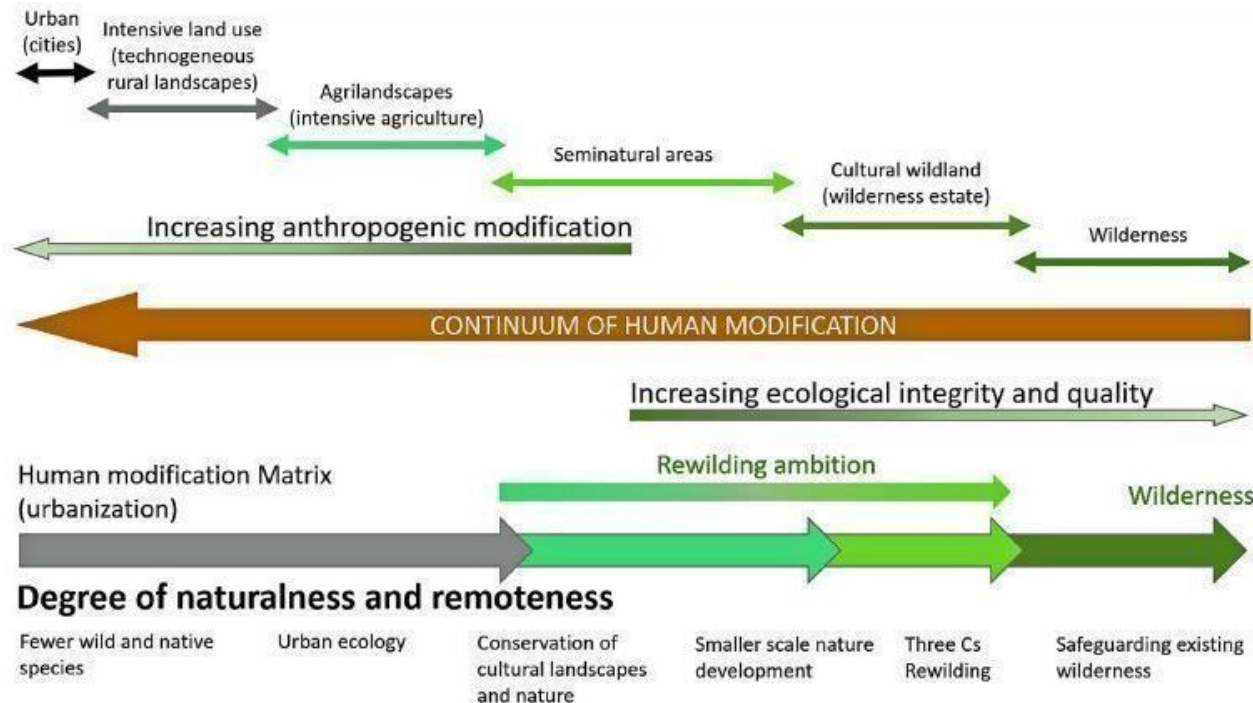 Urban
(cities)
Intensive land use
(technogeneous
rural landscapes)
Agrilandscapes
(intensive agriculture)
Seminatural areas
Cultural wildland
(wilderness estate)
Wilderness
Increasing anthropogenic modification
CONTINUUM OF HUMAN MODIFICATION
Increasing ecological integrity and quality
Human modification Matrix
(urbanization)
Rewilding ambition
Wilderness
Degree of naturalness and remoteness
Fewer wild and native
species
Urban ecology
Conservation of
cultural landscapes
and nature
Smaller scale nature
development
Three Cs
Rewilding
Safeguarding existing
wilderness